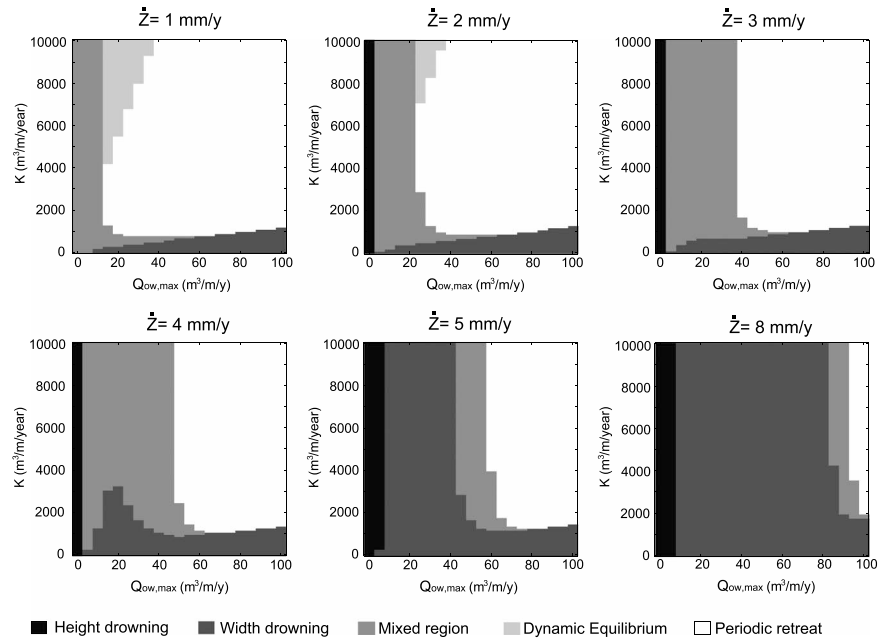 Ż= 1 mm/y
Ż= 2 mm/y
Ż= 3 mm/y
10000
8000
6000
4000
2000
0
K (m³/m/year)
0 20 40 60 80 100
Qow,max (m³/m/y)
10000
8000
6000
4000
2000
0
K (m³/m/year)
0 20 40 60 80 100
Qow,max (m³/m/y)
10000
8000
6000
4000
2000
0
K (m³/m/year)
0 20 40 60 80 100
Qow,max (m³/m/y)
Ż= 4 mm/y
Ż= 5 mm/y
Ż= 8 mm/y
10000
8000
6000
4000
2000
0
K (m³/m/year)
0 20 40 60 80 100
Qow,max (m³/m/y)
10000
8000
6000
4000
2000
0
K (m³/m/year)
0 20 40 60 80 100
Qow,max (m³/m/y)
10000
8000
6000
4000
2000
0
K (m³/m/year)
0 20 40 60 80 100
Qow,max (m³/m/y)
Height drowning Width drowning Mixed region Dynamic Equilibrium Periodic retreat